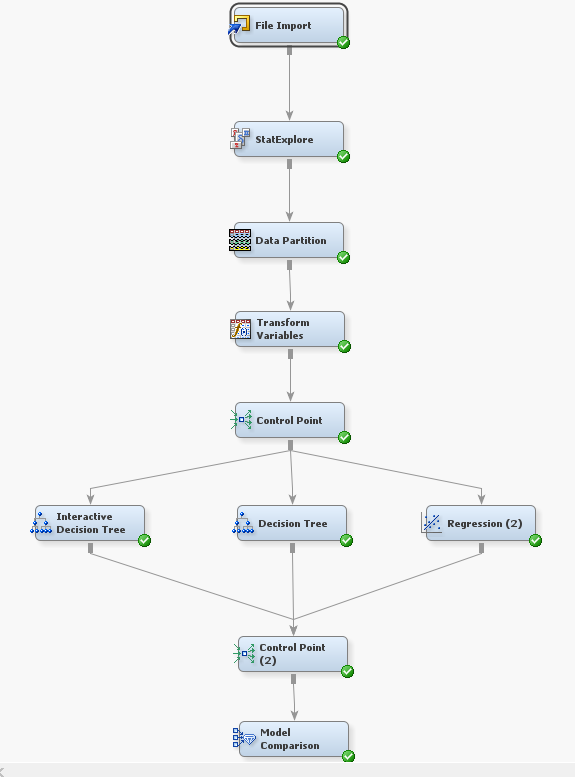 File Import
StatExplore
Data Partition
Transform
Variables
Control Point
Interactive
Decision Tree
Decision Tree
Regression (2)
Control Point
(2)
Model
Comparison